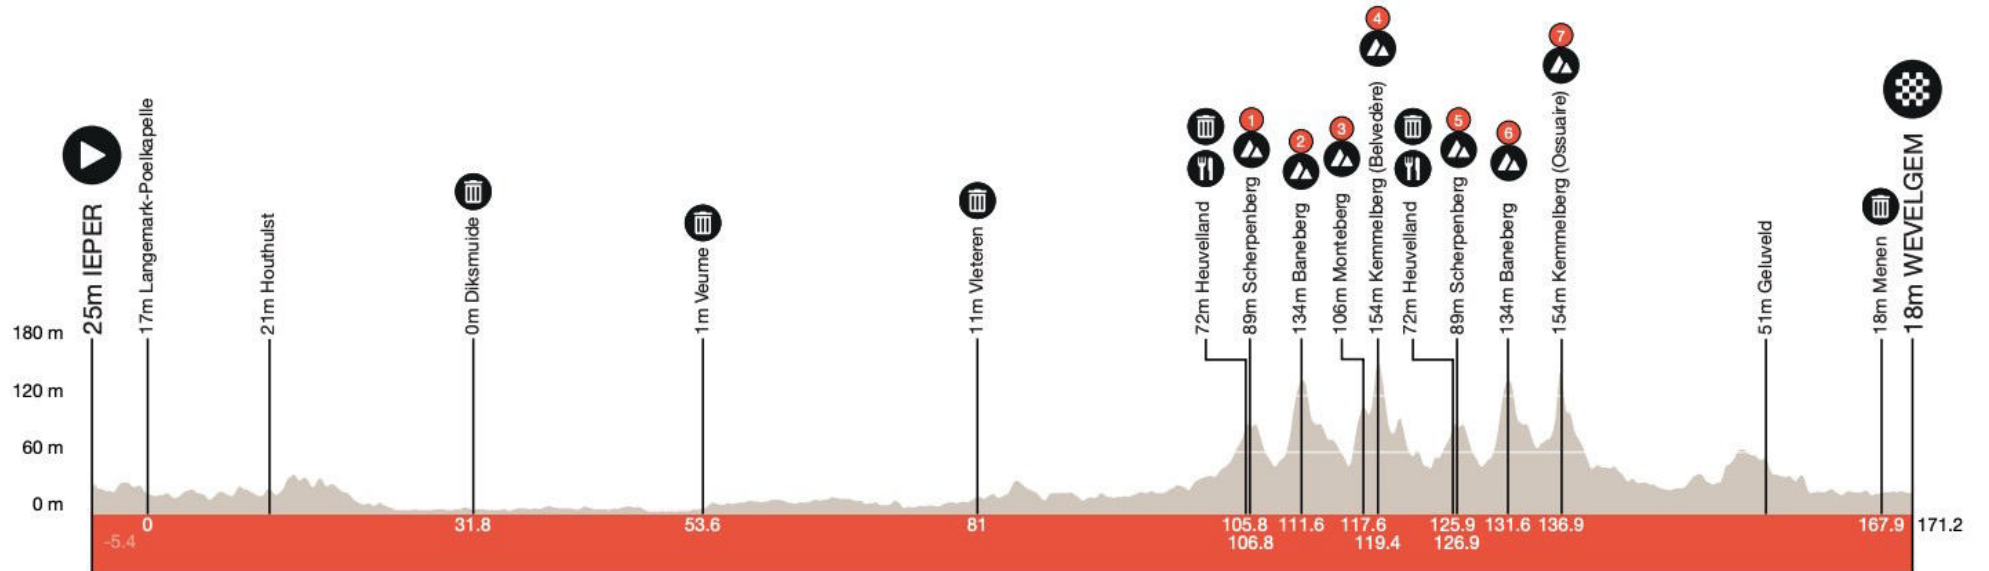 4
7
1
5
3
6
2
25m IEPER
17m Langemark-Poelkapelle
21m Houthulst
0m Diksmuide
1m Veurne
11m Vleteren
72m Heuvelland
89m Scherpenberg
134m Baneberg
106m Monteberg
154m Kemmelberg (Belvedère)
72m Heuvelland
89m Scherpenberg
134m Baneberg
154m Kemmelberg (Ossuaire)
51m Geluveld
18m Menen
18m WEVELGEM
180 m
120 m
60 m
0 m
0 31.8 53.6 81 105.8 111.6 117.6 125.9 131.6 136.9 167.9 171.2
-5.4 106.8 119.4 126.9